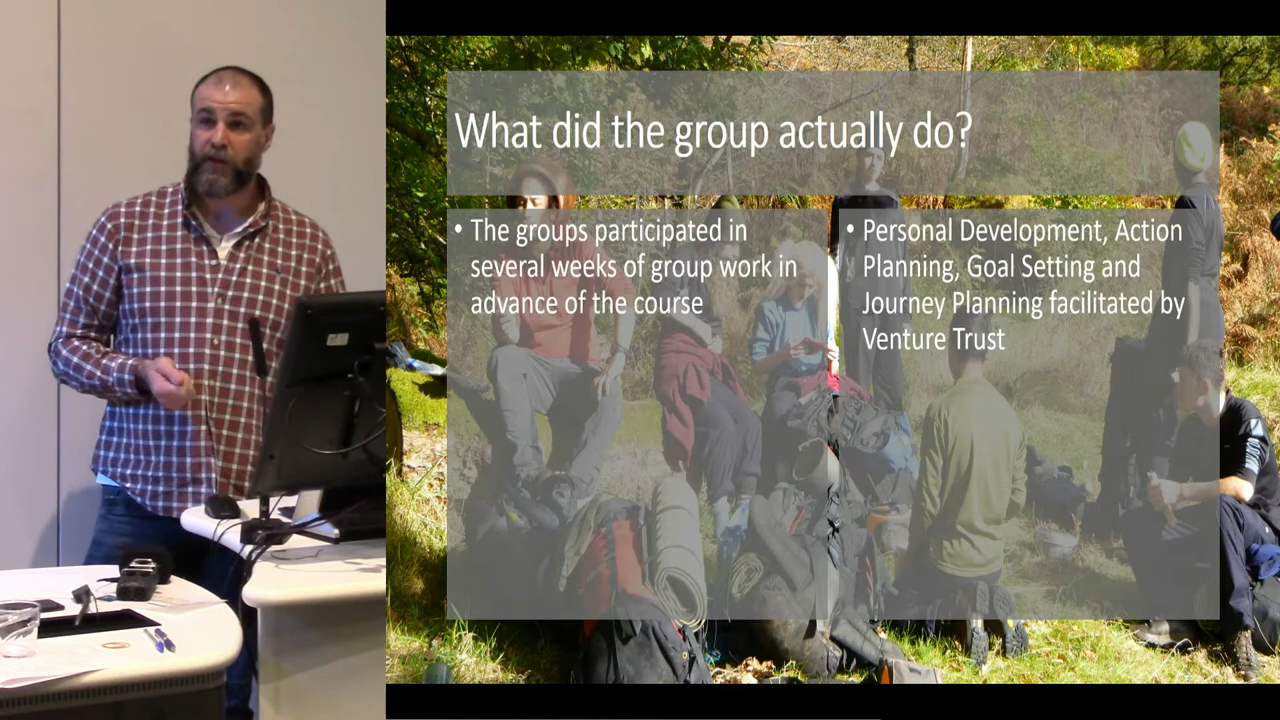 What did the group actually do?
• The groups participated in
several weeks of group work in
advance of the course
• Personal Development, Action
Planning, Goal Setting and
Journey Planning facilitated by
Venture Trust